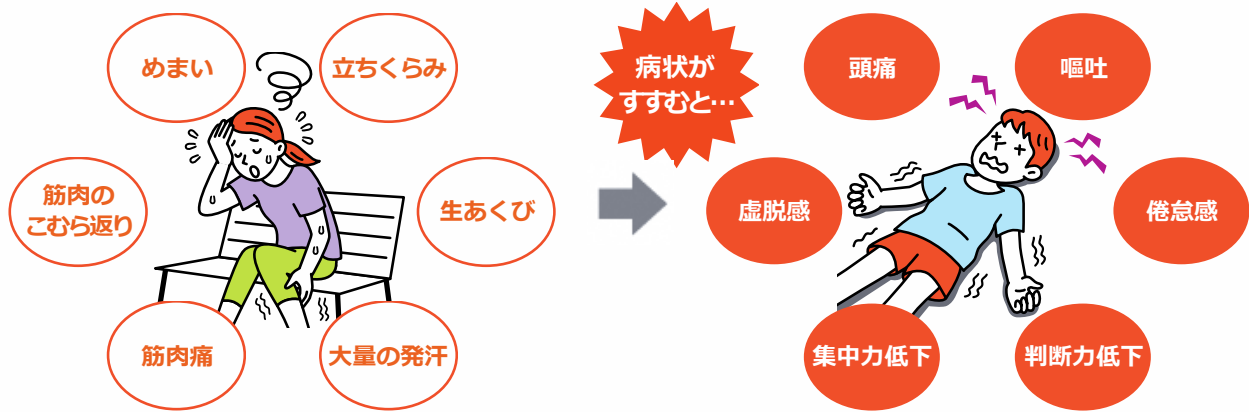 めまい
立ちくらみ
筋肉の
こむら返り
生あくび
筋肉痛
大量の発汗
病状が
すすむと…
頭痛
嘔吐
虚脱感
倦怠感
集中力低下
判断力低下